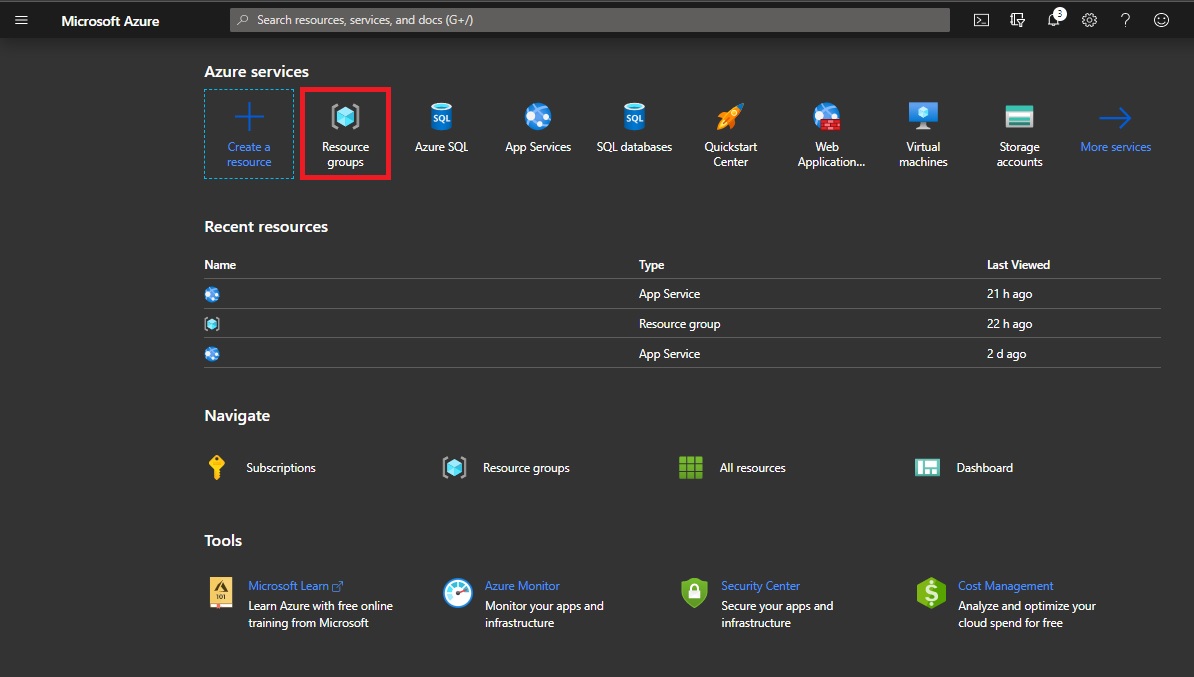 Microsoft Azure
Search resources, services, and docs (G+/)
3
Azure services
Create a
resource
Resource
groups
SQL
Azure SQL
App Services
SQL
SQL databases
Quickstart
Center
Web
Application...
Virtual
machines
Storage
accounts
More services
Recent resources
Name Type Last Viewed
App Service 21 h ago
Resource group 22 h ago
App Service 2 d ago
Navigate
Subscriptions
Resource groups
All resources
Dashboard
Tools
101
Microsoft Learn
Learn Azure with free online
training from Microsoft
Azure Monitor
Monitor your apps and
infrastructure
Security Center
Secure your apps and
infrastructure
$
Cost Management
Analyze and optimize your
cloud spend for free